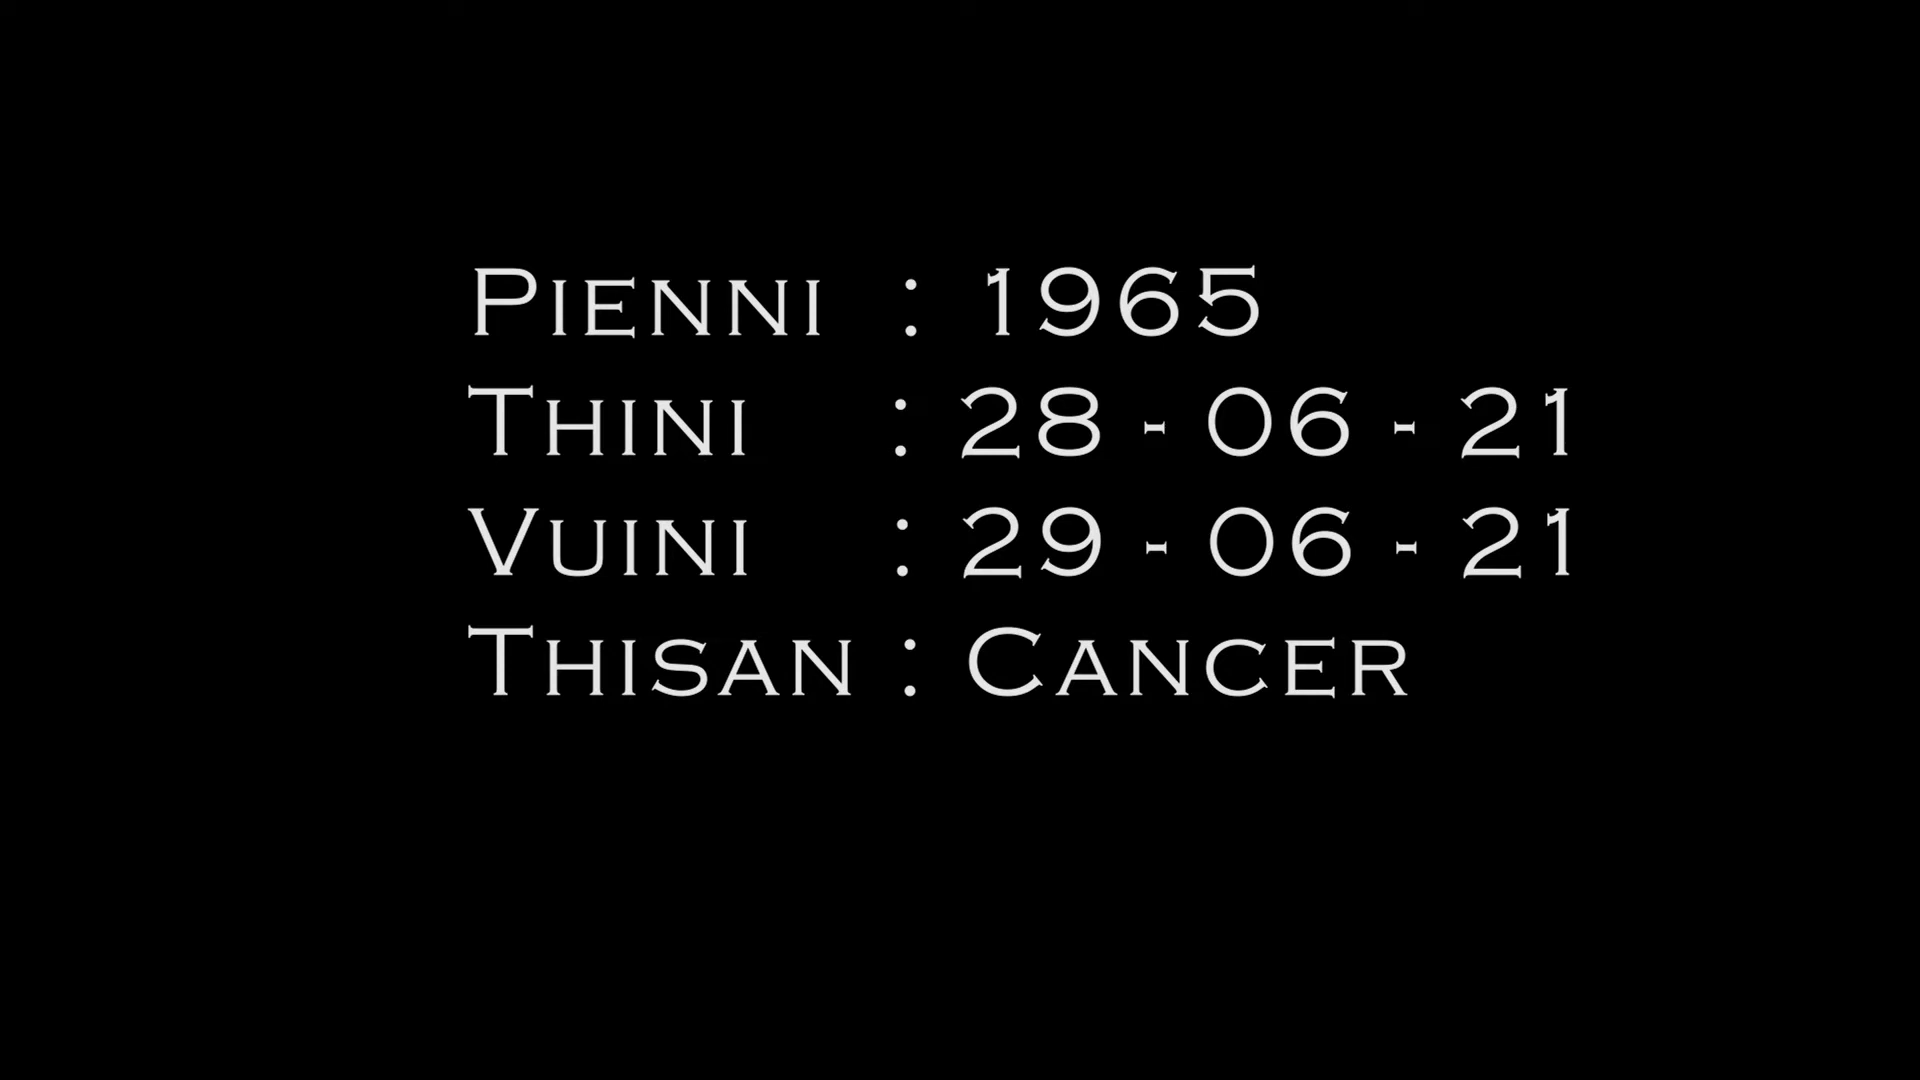 Pienni : 1965
Thini : 28 - 06 - 21
Vuini : 29 - 06 - 21
Thisan : Cancer